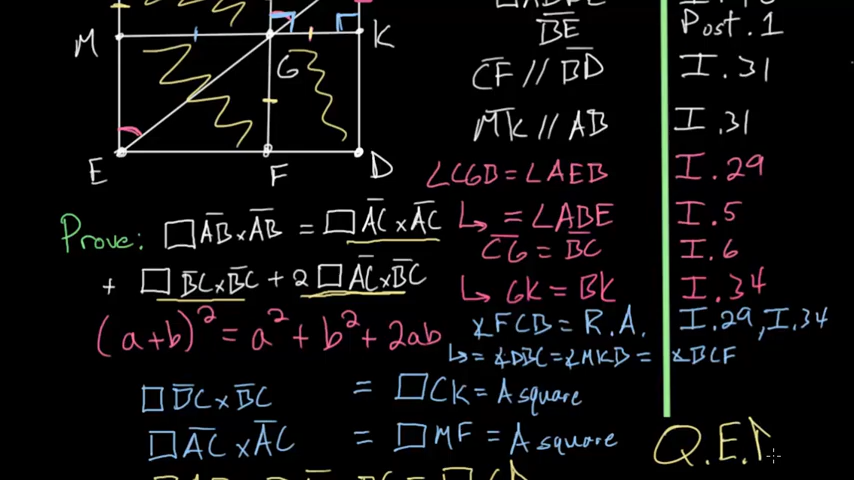 BE
Post. 1
M
K
G
CF // BD
I.31
MK // AB
I.31
E
F
D
∠CGB = ∠AEB
I.29
Prove: □ AB x AB = □ AC x AC
+ □ BC x BC + 2 □ AC x BC
↳ = ∠ABE
I.5
CG = BC
I.6
↳ GK = BK
I.34
(a+b)² = a² + b² + 2ab
∡FCB = R.A.
I.29, I.34
↳ = ∡DBC = ∡MKB = ∡BCF
□ BC x BC = □ CK = A square
□ AC x AC = □ MF = A square
Q.E.